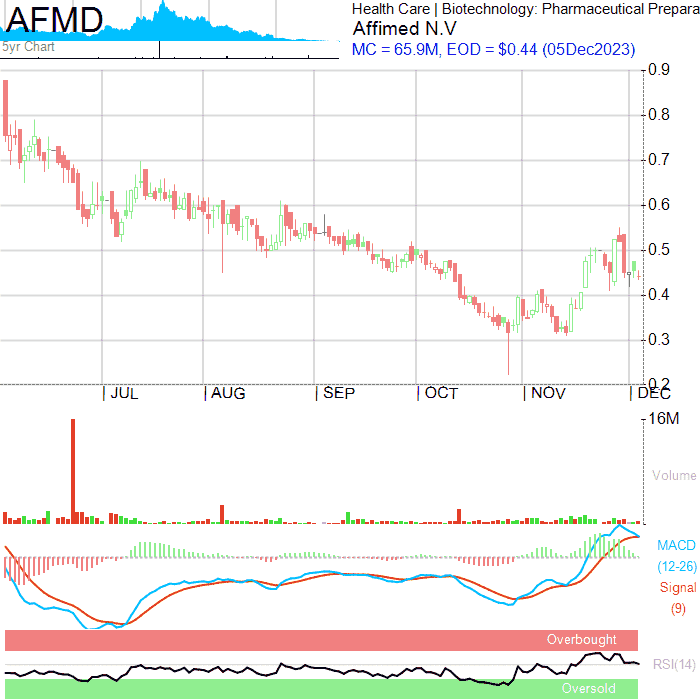 AFMD
5yr Chart
Health Care | Biotechnology: Pharmaceutical Prepara
Affimed N.V
MC = 65.9M, EOD = $0.44 (05Dec2023)
0.9
0.8
0.7
0.6
0.5
0.4
0.3
0.2
JUL AUG SEP OCT NOV DEC
16M
Volume
MACD
(12-26)
Signal
(9)
Overbought
RSI(14)
Oversold